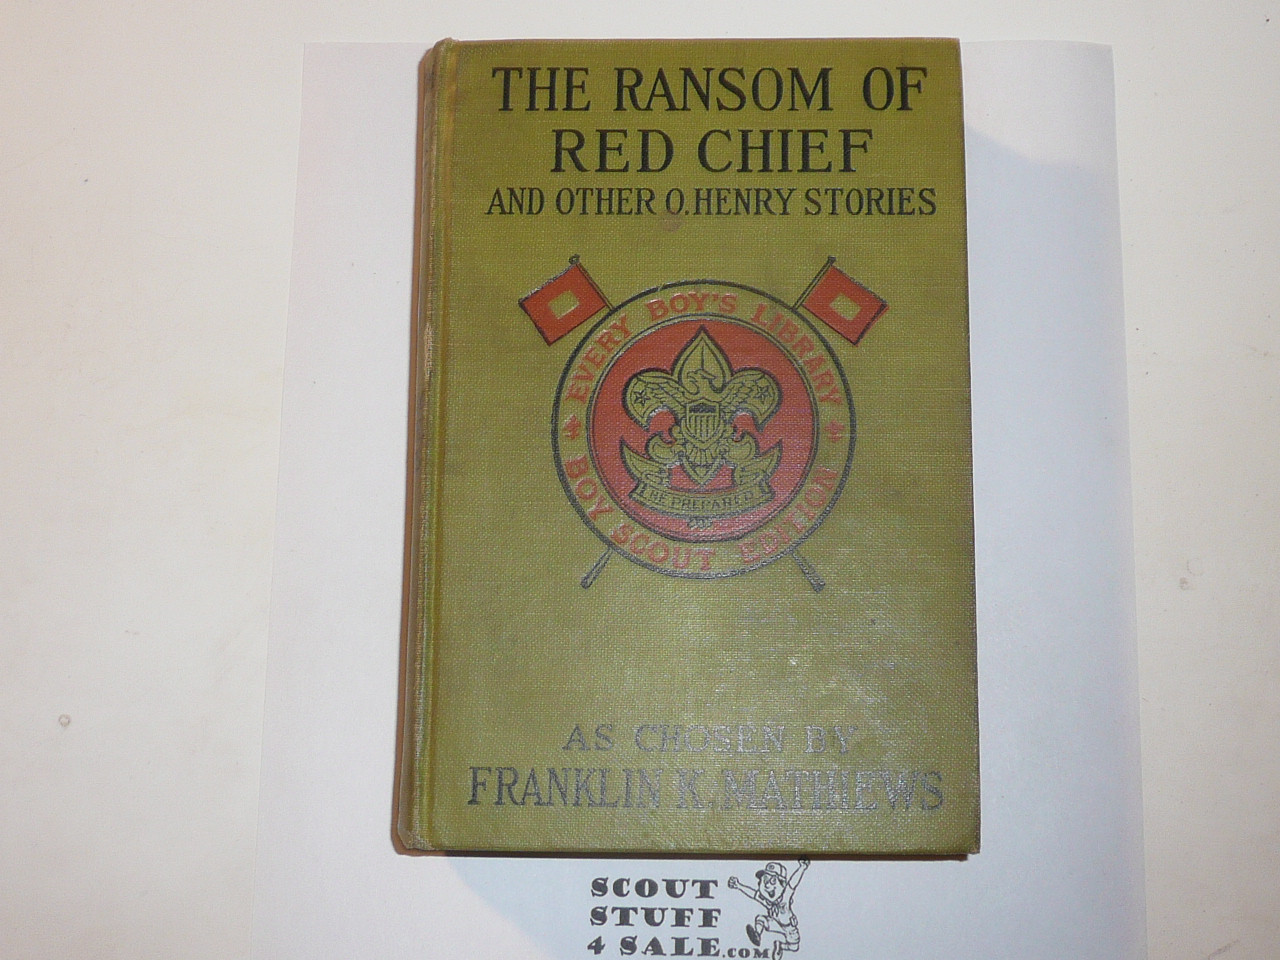 THE RANSOM OF
RED CHIEF
AND OTHER O. HENRY STORIES
EVERY BOY'S LIBRARY
BE PREPARED
BOY SCOUT EDITION
AS CHOSEN BY
FRANKLIN K. MATHIEWS
SCOUT
STUFF
4 SALE.COM